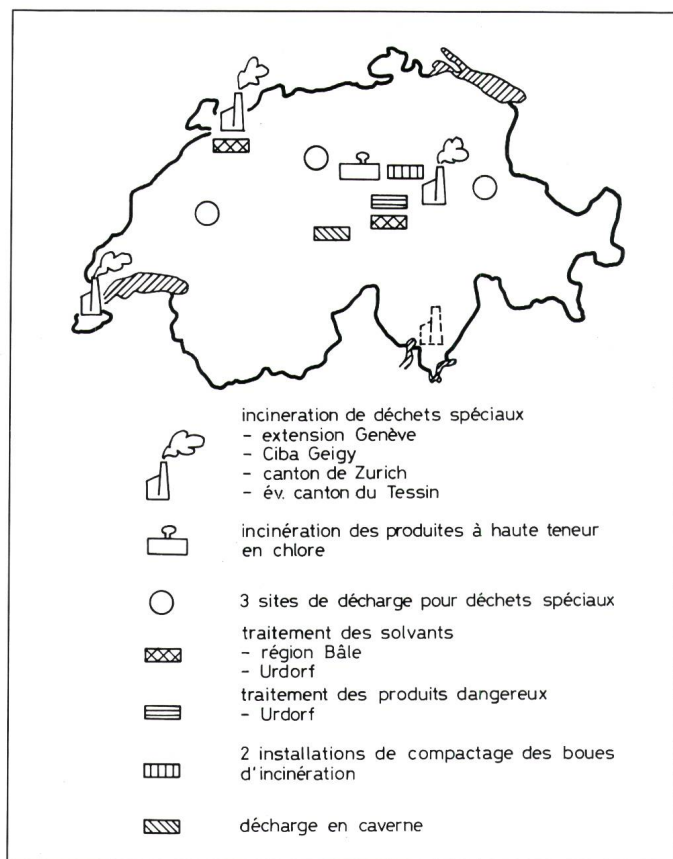 incineration de déchets spéciaux
- extension Genève
- Ciba Geigy
- canton de Zurich
- év. canton du Tessin
incinération des produites à haute teneur
en chlore
3 sites de décharge pour déchets spéciaux
traitement des solvants
- région Bâle
- Urdorf
traitement des produits dangereux
- Urdorf
2 installations de compactage des boues
d'incinération
décharge en caverne